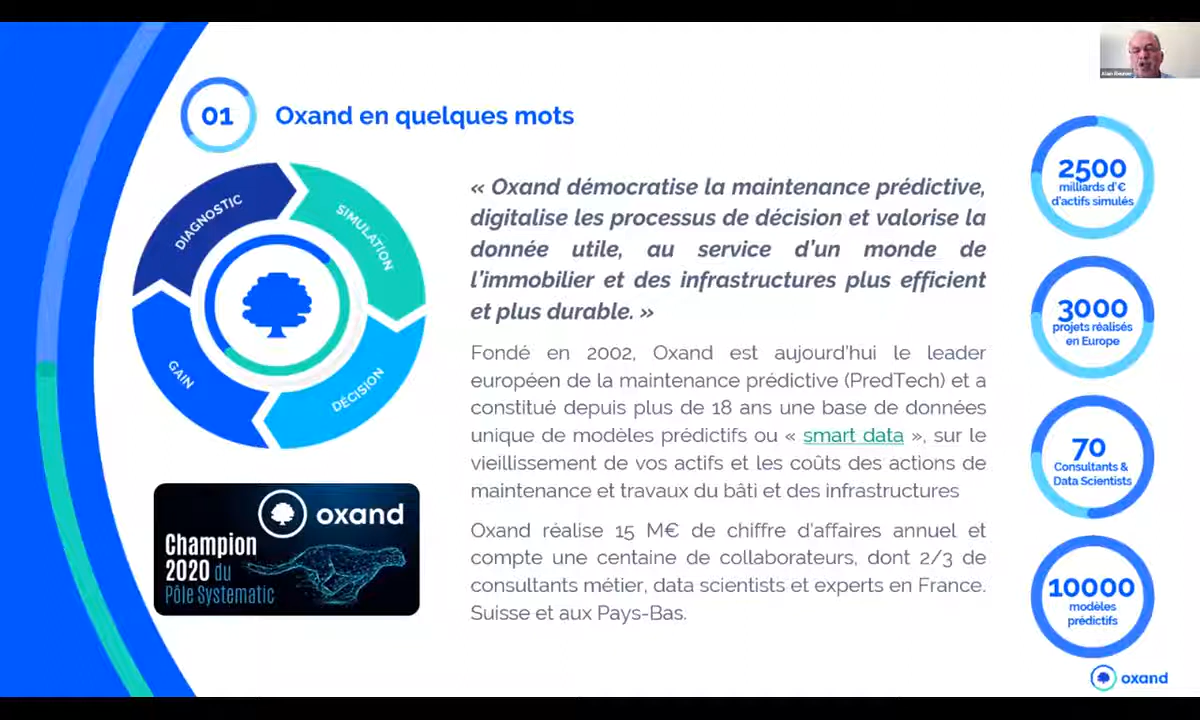 01
Oxand en quelques mots
DIAGNOSTIC
SIMULATION
DÉCISION
GAIN
oxand
Champion
2020 du
Pôle Systematic
« Oxand démocratise la maintenance prédictive,
digitalise les processus de décision et valorise la
donnée utile, au service d'un monde de
l'immobilier et des infrastructures plus efficient
et plus durable. »
Fondé en 2002, Oxand est aujourd'hui le leader
européen de la maintenance prédictive (PredTech) et a
constitué depuis plus de 18 ans une base de données
unique de modèles prédictifs ou « smart data », sur le
vieillissement de vos actifs et les coûts des actions de
maintenance et travaux du bâti et des infrastructures
Oxand réalise 15 M€ de chiffre d'affaires annuel et
compte une centaine de collaborateurs, dont 2/3 de
consultants métier, data scientists et experts en France.
Suisse et aux Pays-Bas.
2500
milliards d'€
d'actifs simulés
3000
projets réalisés
en Europe
70
Consultants &
Data Scientists
10000
modèles
prédictifs
oxand